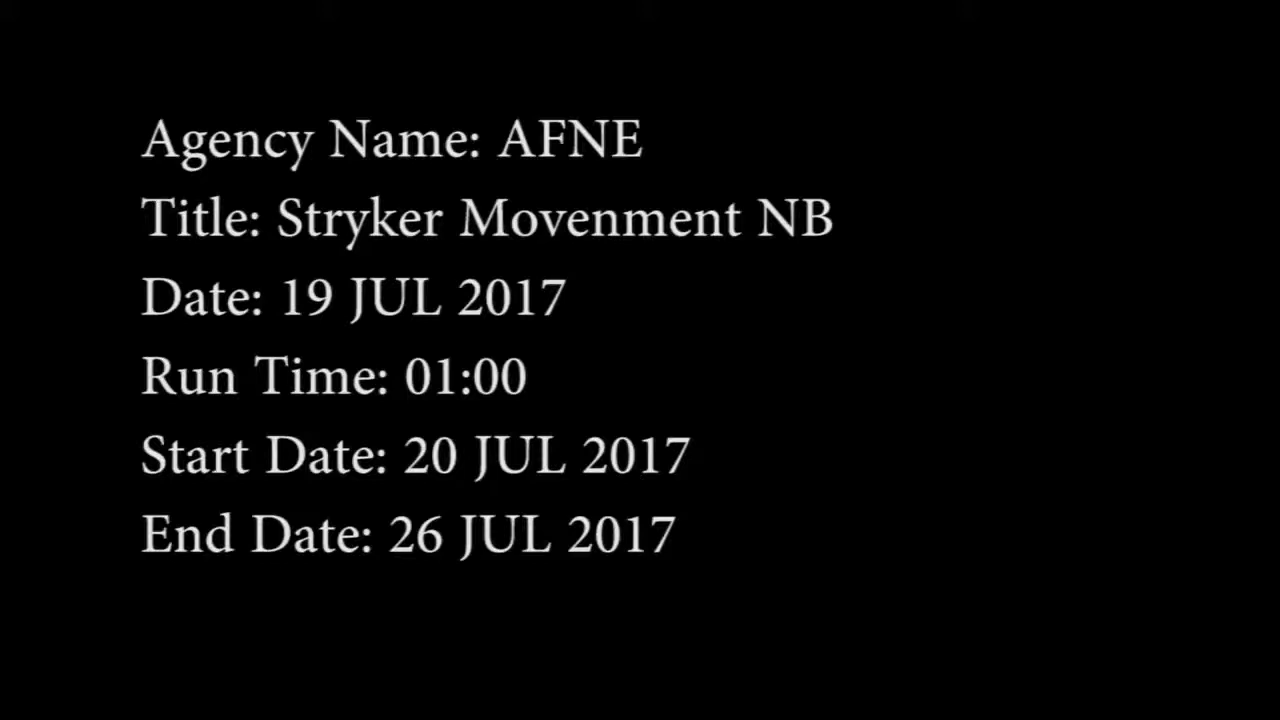 Agency Name: AFNE
Title: Stryker Movenment NB
Date: 19 JUL 2017
Run Time: 01:00
Start Date: 20 JUL 2017
End Date: 26 JUL 2017